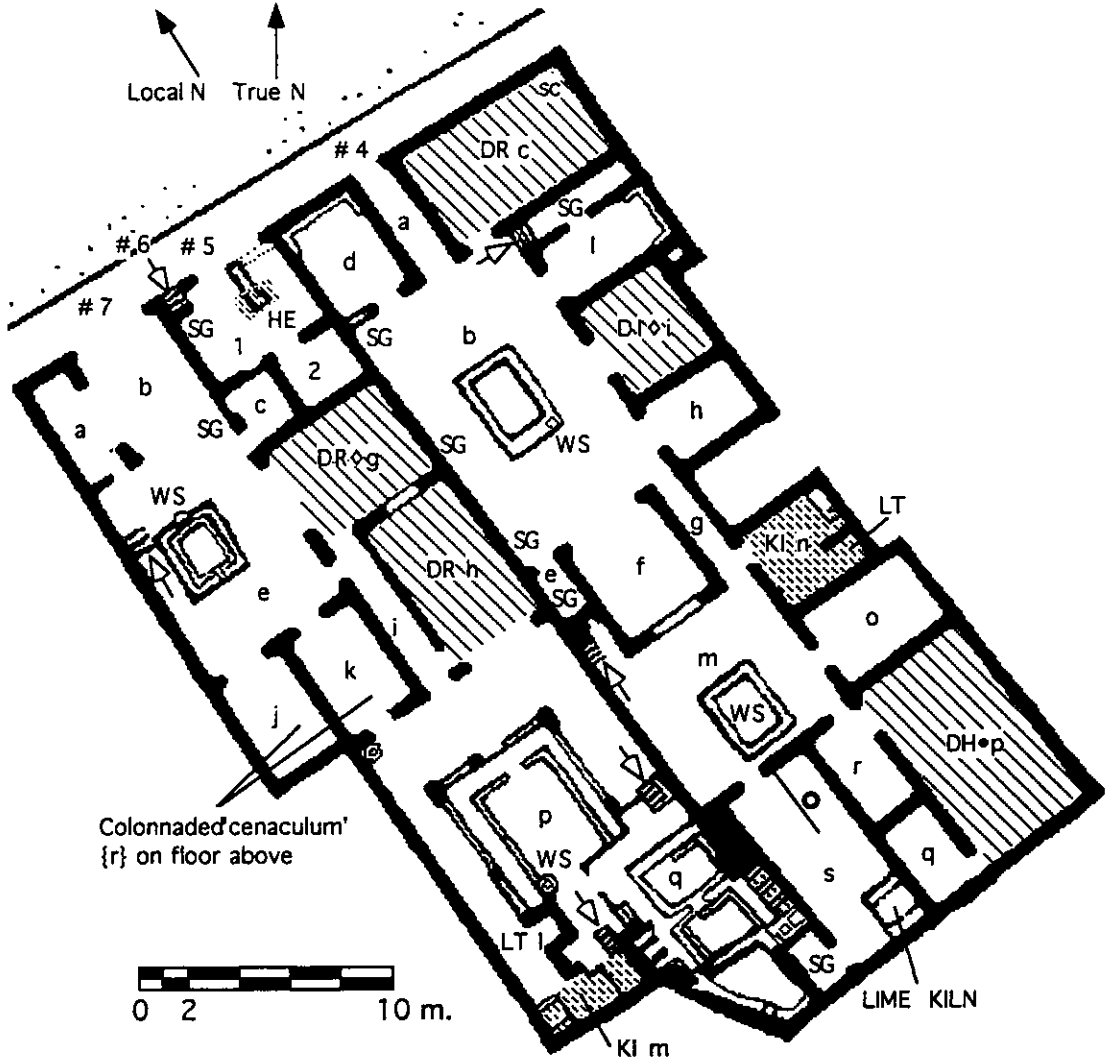 Local N True N
sc
# 4
DR c
SG
a
l
# 6 # 5
d
# 7
SG
HE
DR◊i
1
SG
b
2
b
c
h
a
SG
WS
SG
DR◊g
WS
LT
g
SG
KI n
e
f
DR h
e
SG
i
o
m
k
WS
j
DH•p
r
Colonnaded 'cenaculum'
{r} on floor above
p
WS
q
q
s
LT l
SG
0 2 10 m.
LIME KILN
KI m